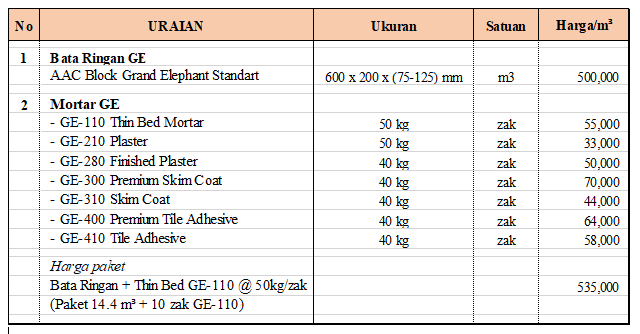 No URAIAN Ukuran Satuan Harga/m³
1 Bata Ringan GE
AAC Block Grand Elephant Standart 600 x 200 x (75-125) mm m3 500,000
2 Mortar GE
- GE-110 Thin Bed Mortar 50 kg zak 55,000
- GE-210 Plaster 50 kg zak 33,000
- GE-280 Finished Plaster 40 kg zak 50,000
- GE-300 Premium Skim Coat 40 kg zak 70,000
- GE-310 Skim Coat 40 kg zak 44,000
- GE-400 Premium Tile Adhesive 40 kg zak 64,000
- GE-410 Tile Adhesive 40 kg zak 58,000
Harga paket
Bata Ringan + Thin Bed GE-110 @ 50kg/zak 535,000
(Paket 14.4 m³ + 10 zak GE-110)